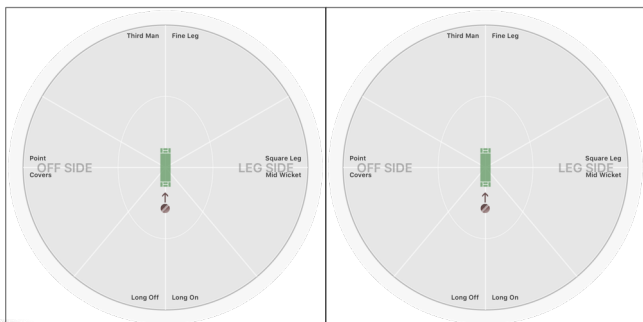 Third Man Fine Leg
Point
OFF SIDE
Covers
Square Leg
LEG SIDE
Mid Wicket
Long Off Long On
Third Man Fine Leg
Point
OFF SIDE
Covers
Square Leg
LEG SIDE
Mid Wicket
Long Off Long On